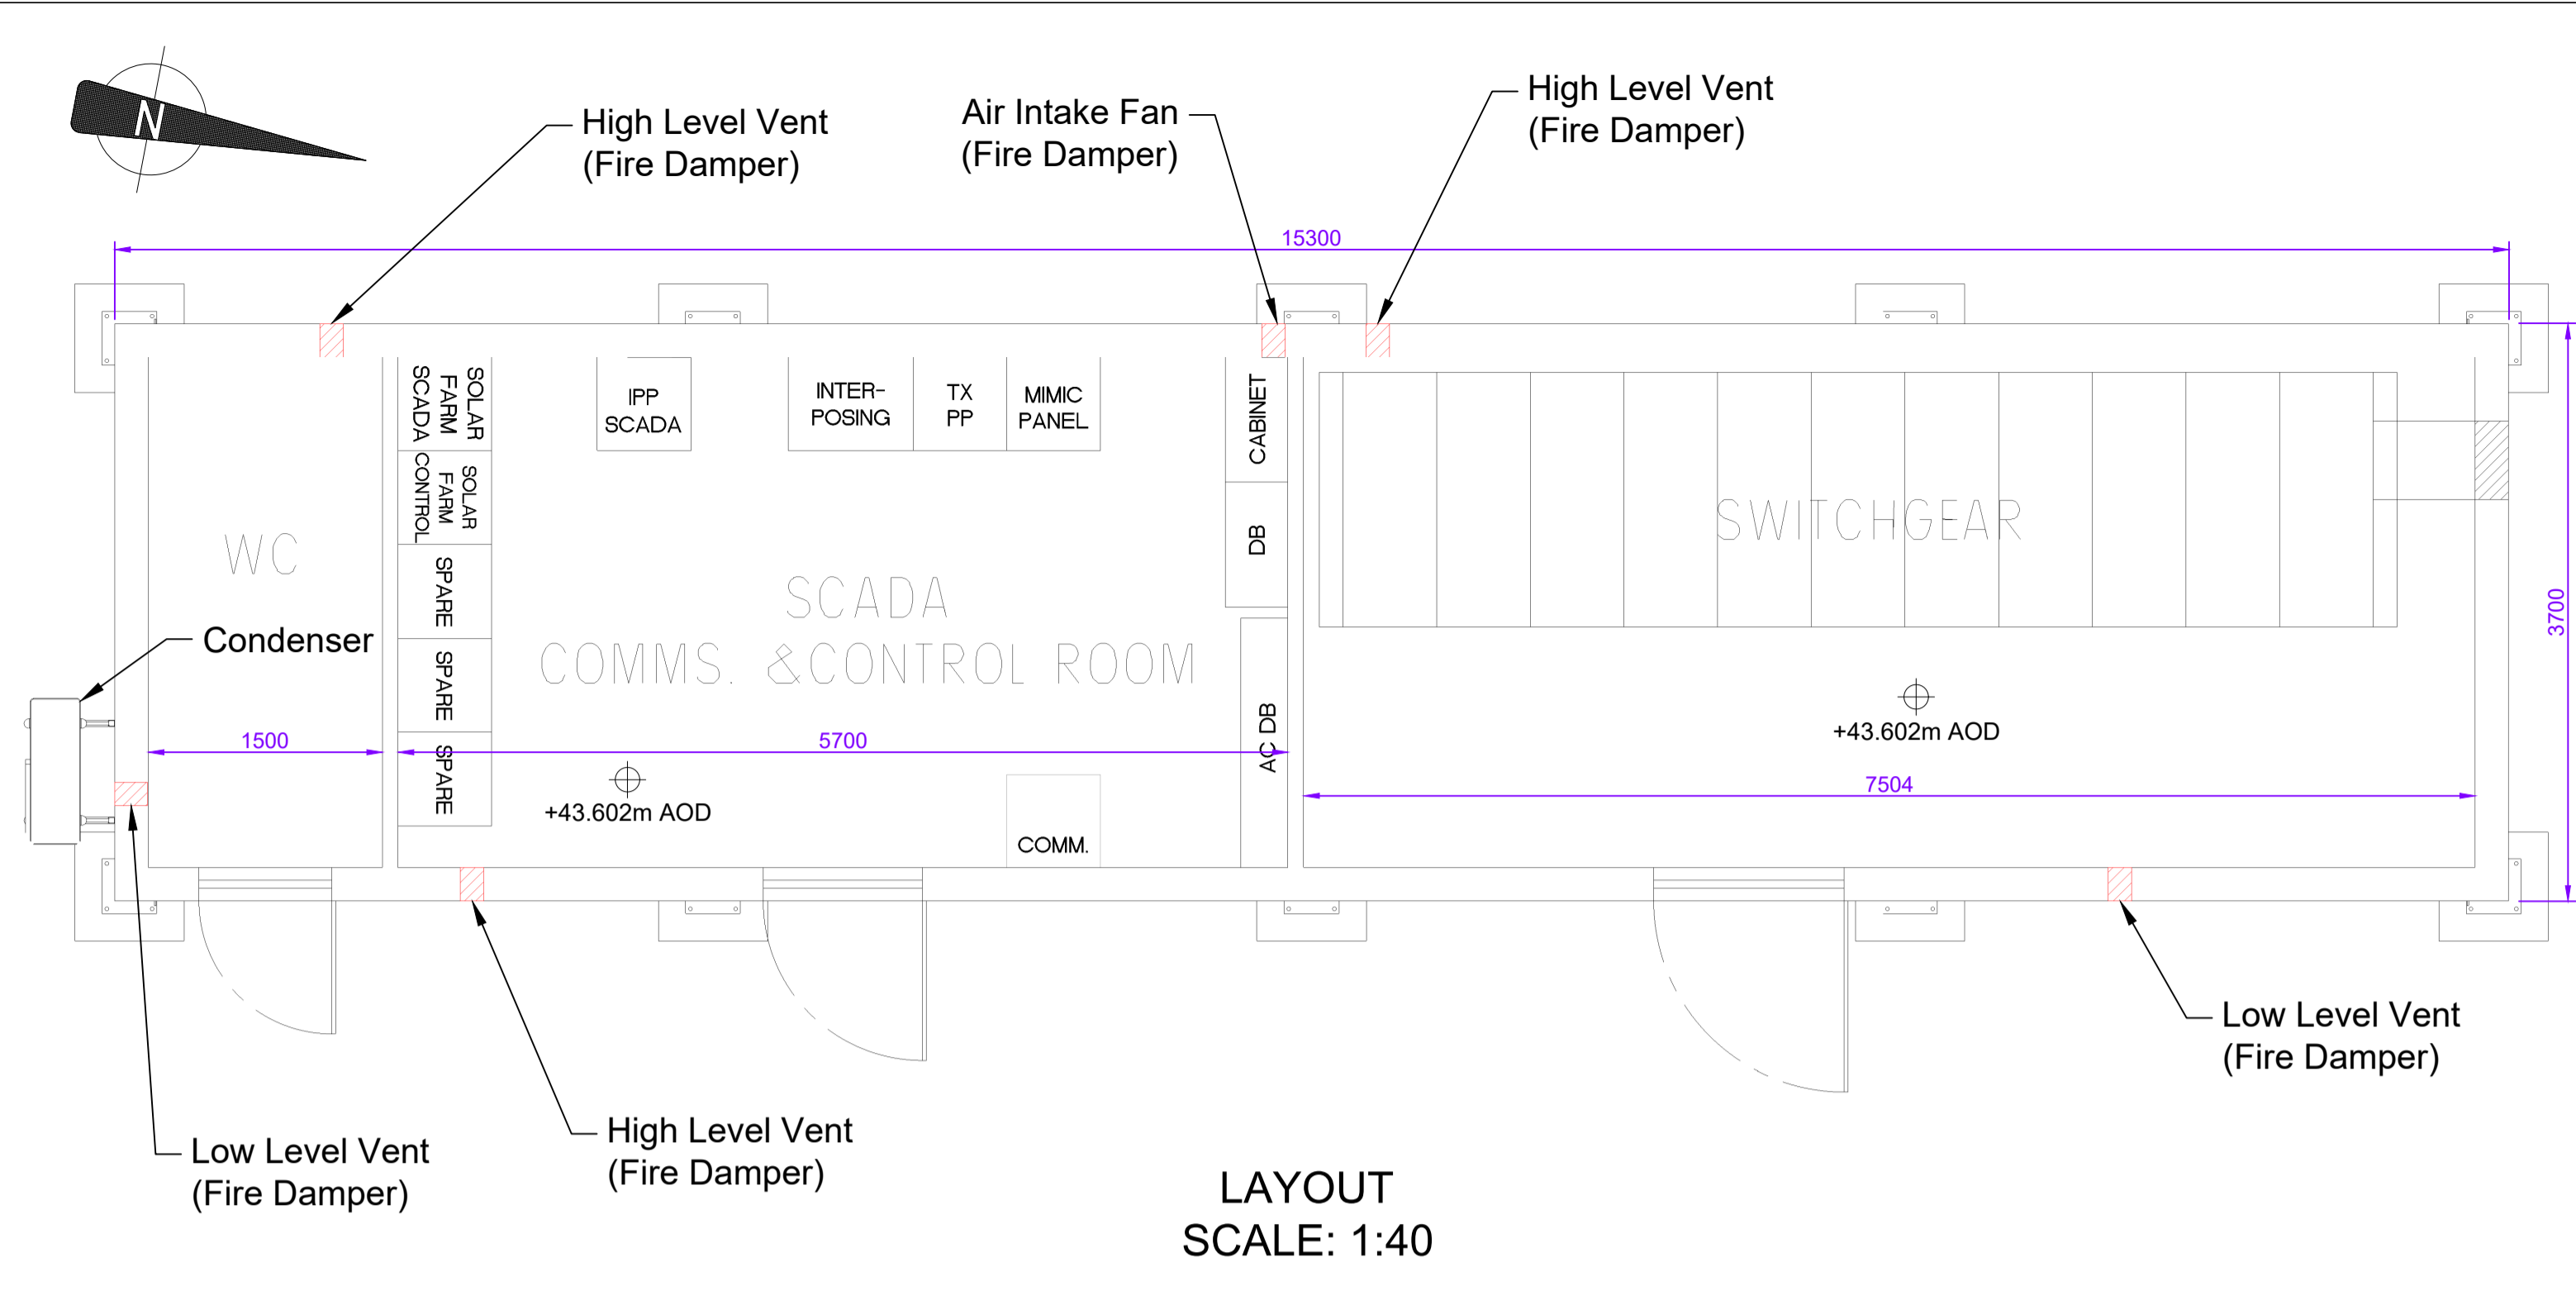 N
High Level Vent
(Fire Damper)
Air Intake Fan
(Fire Damper)
High Level Vent
(Fire Damper)
15300
SOLAR
FARM
SCADA
IPP
SCADA
INTER-
POSING
TX
PP
MIMIC
PANEL
CABINET
SOLAR
FARM
CONTROL
DB
SWITCHGEAR
WC
SPARE
SCADA
COMMS. &CONTROL ROOM
3700
Condenser
SPARE
AC DB
+43.602m AOD
1500
5700
SPARE
7504
+43.602m AOD
COMM.
Low Level Vent
(Fire Damper)
High Level Vent
(Fire Damper)
Low Level Vent
(Fire Damper)
LAYOUT
SCALE: 1:40